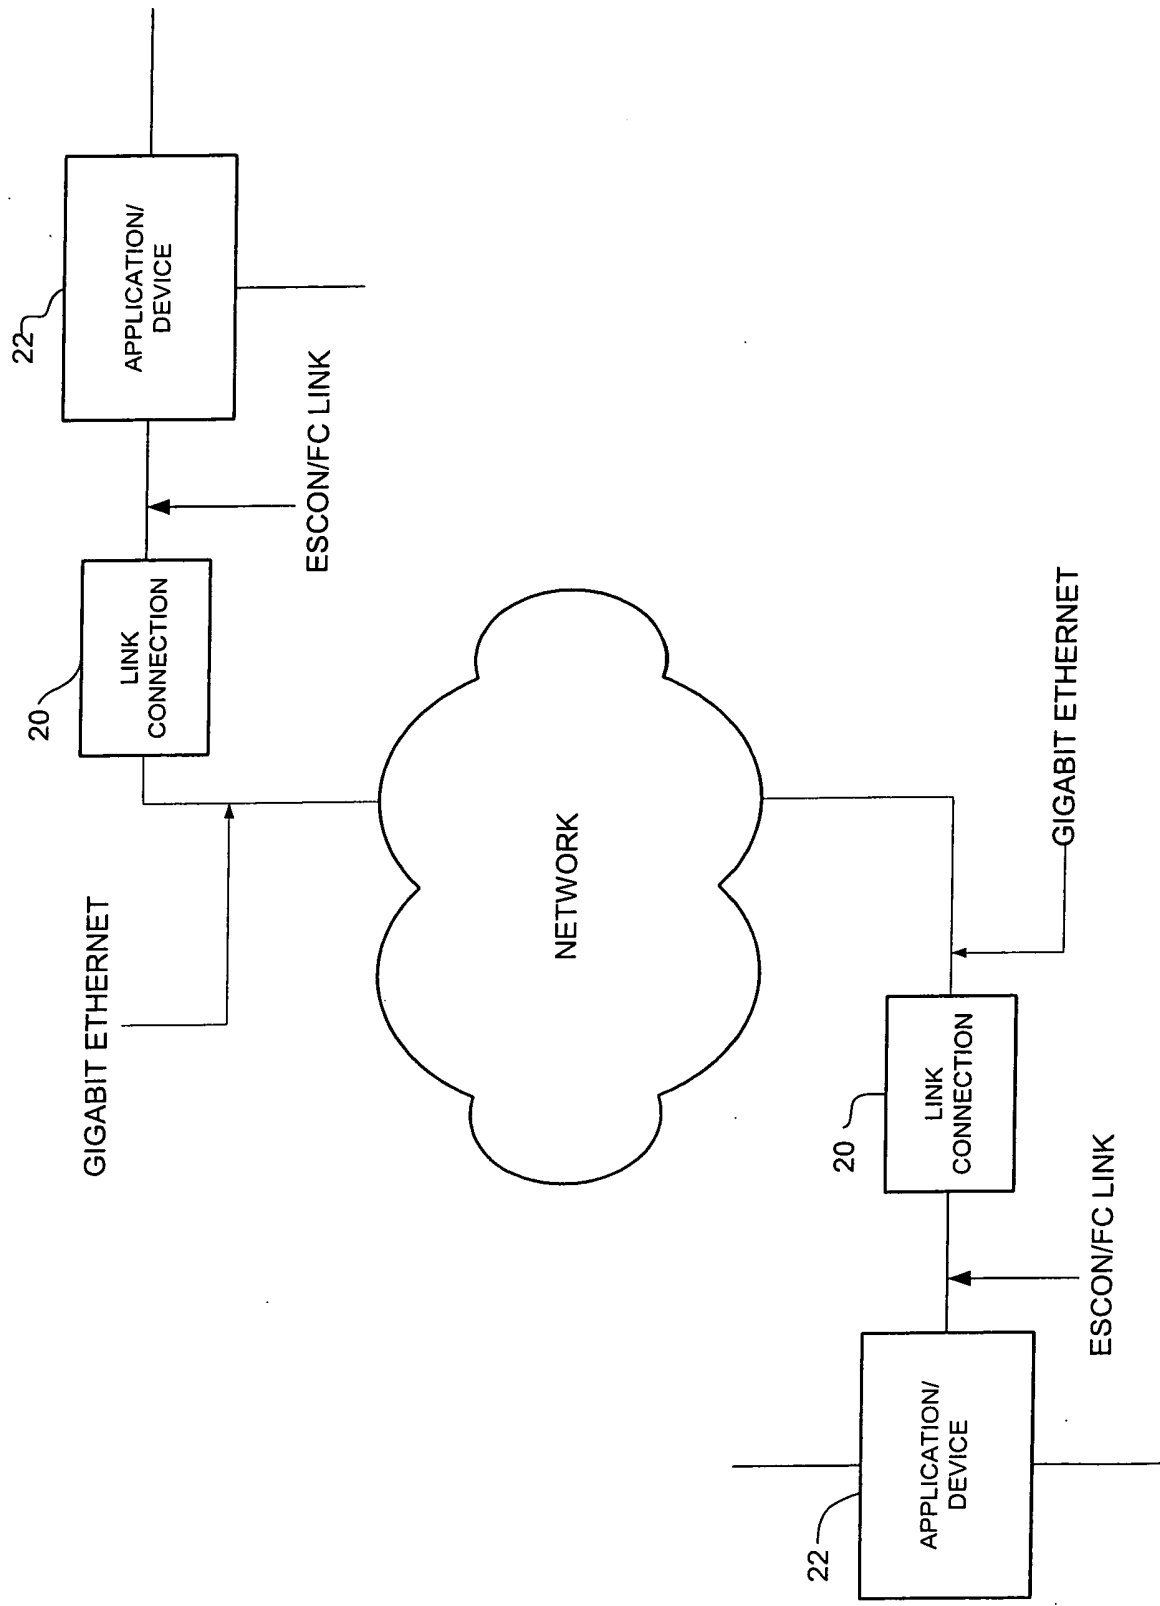 22
APPLICATION/
DEVICE
ESCON/FC LINK
20
LINK
CONNECTION
GIGABIT ETHERNET
NETWORK
GIGABIT ETHERNET
20
LINK
CONNECTION
ESCON/FC LINK
22
APPLICATION/
DEVICE